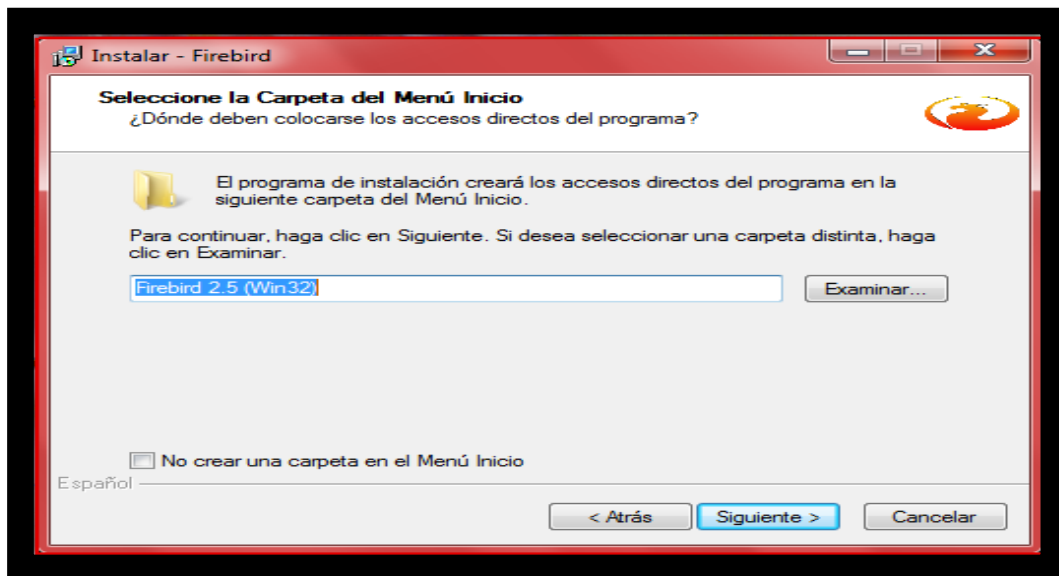 Instalar - Firebird
Seleccione la Carpeta del Menú Inicio
¿Dónde deben colocarse los accesos directos del programa?
El programa de instalación creará los accesos directos del programa en la
siguiente carpeta del Menú Inicio.
Para continuar, haga clic en Siguiente. Si desea seleccionar una carpeta distinta, haga
clic en Examinar.
Firebird 2.5 (Win32)
Examinar...
No crear una carpeta en el Menú Inicio
Español
< Atrás
Siguiente >
Cancelar